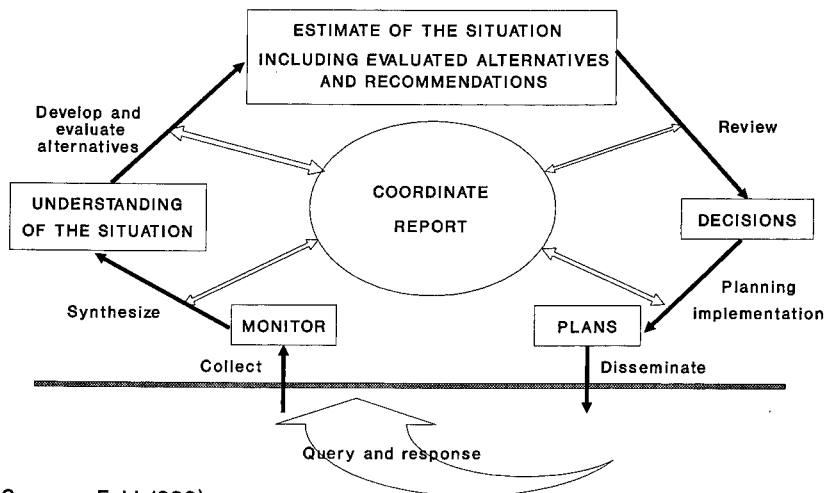 ESTIMATE OF THE SITUATION
INCLUDING EVALUATED ALTERNATIVES
AND RECOMMENDATIONS
Develop and
evaluate
alternatives
Review
COORDINATE
REPORT
UNDERSTANDING
OF THE SITUATION
DECISIONS
Synthesize
Planning
implementation
MONITOR
PLANS
Collect
Disseminate
Query and response